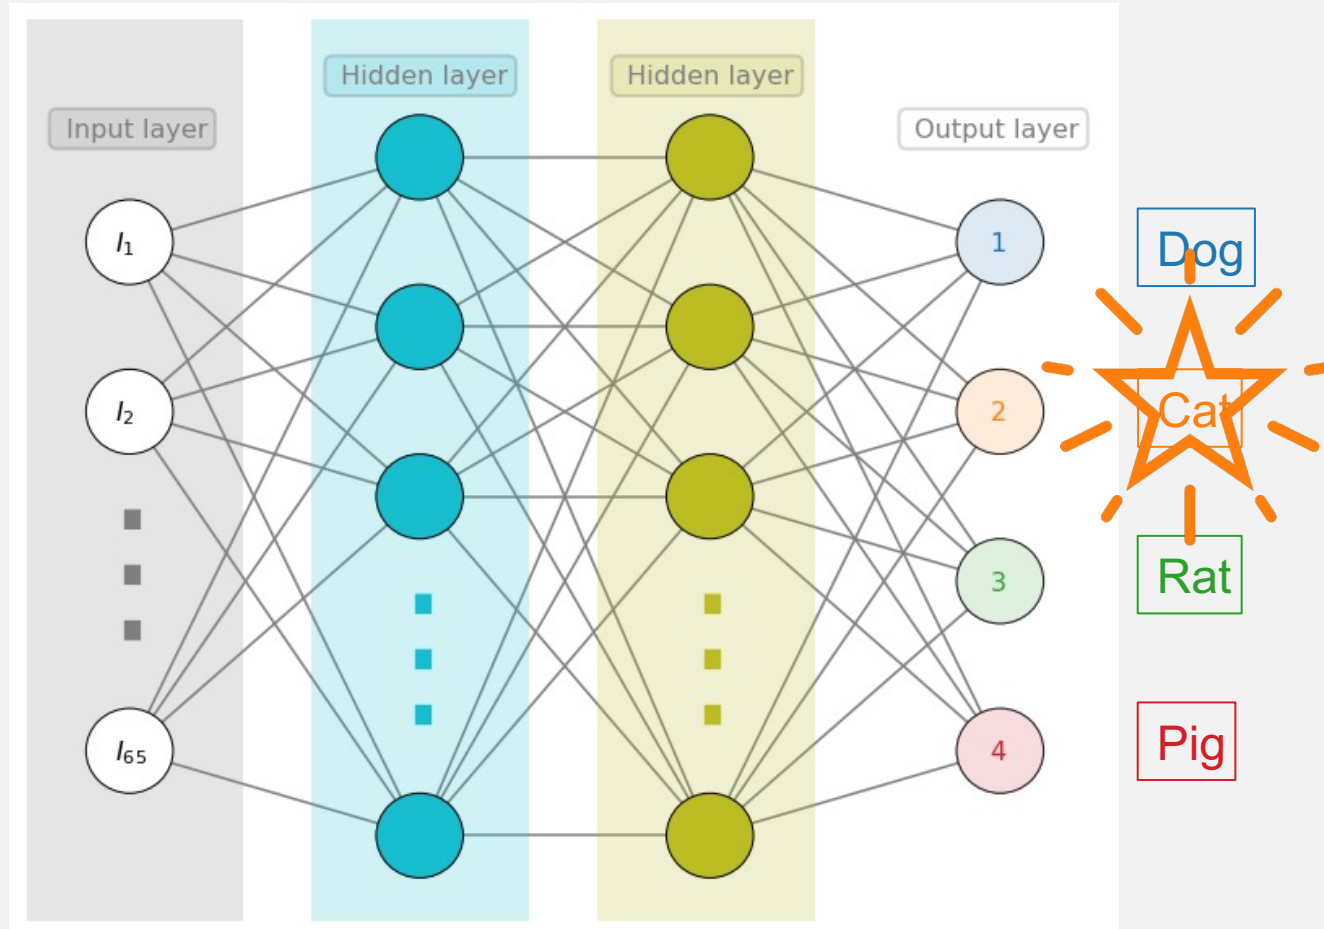 Hidden layer
Hidden layer
Input layer
Output layer
I1
1
Dog
I2
2
Cat
3
Rat
I65
4
Pig